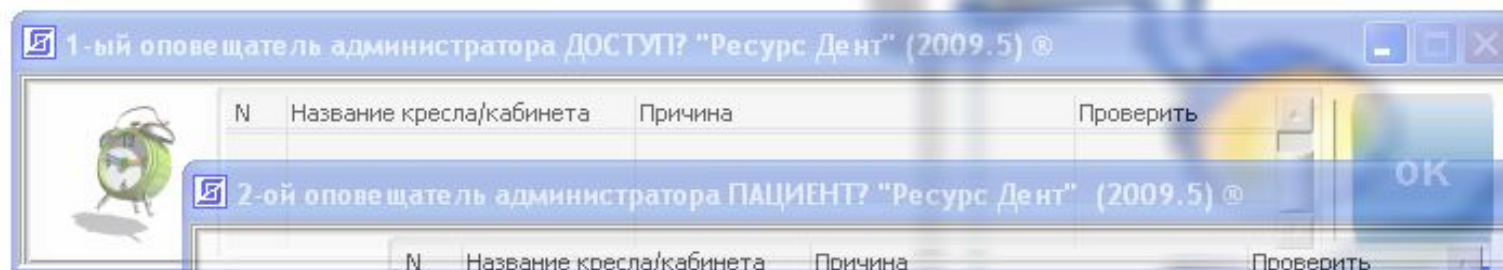 1-ый оповещатель администратора ДОСТУП? "Ресурс Дент" (2009.5) ®
N Название кресла/кабинета Причина Проверить
ок
2-ой оповещатель администратора ПАЦИЕНТ? "Ресурс Дент" (2009.5) ®
N Название кресла/кабинета Причина Проверить